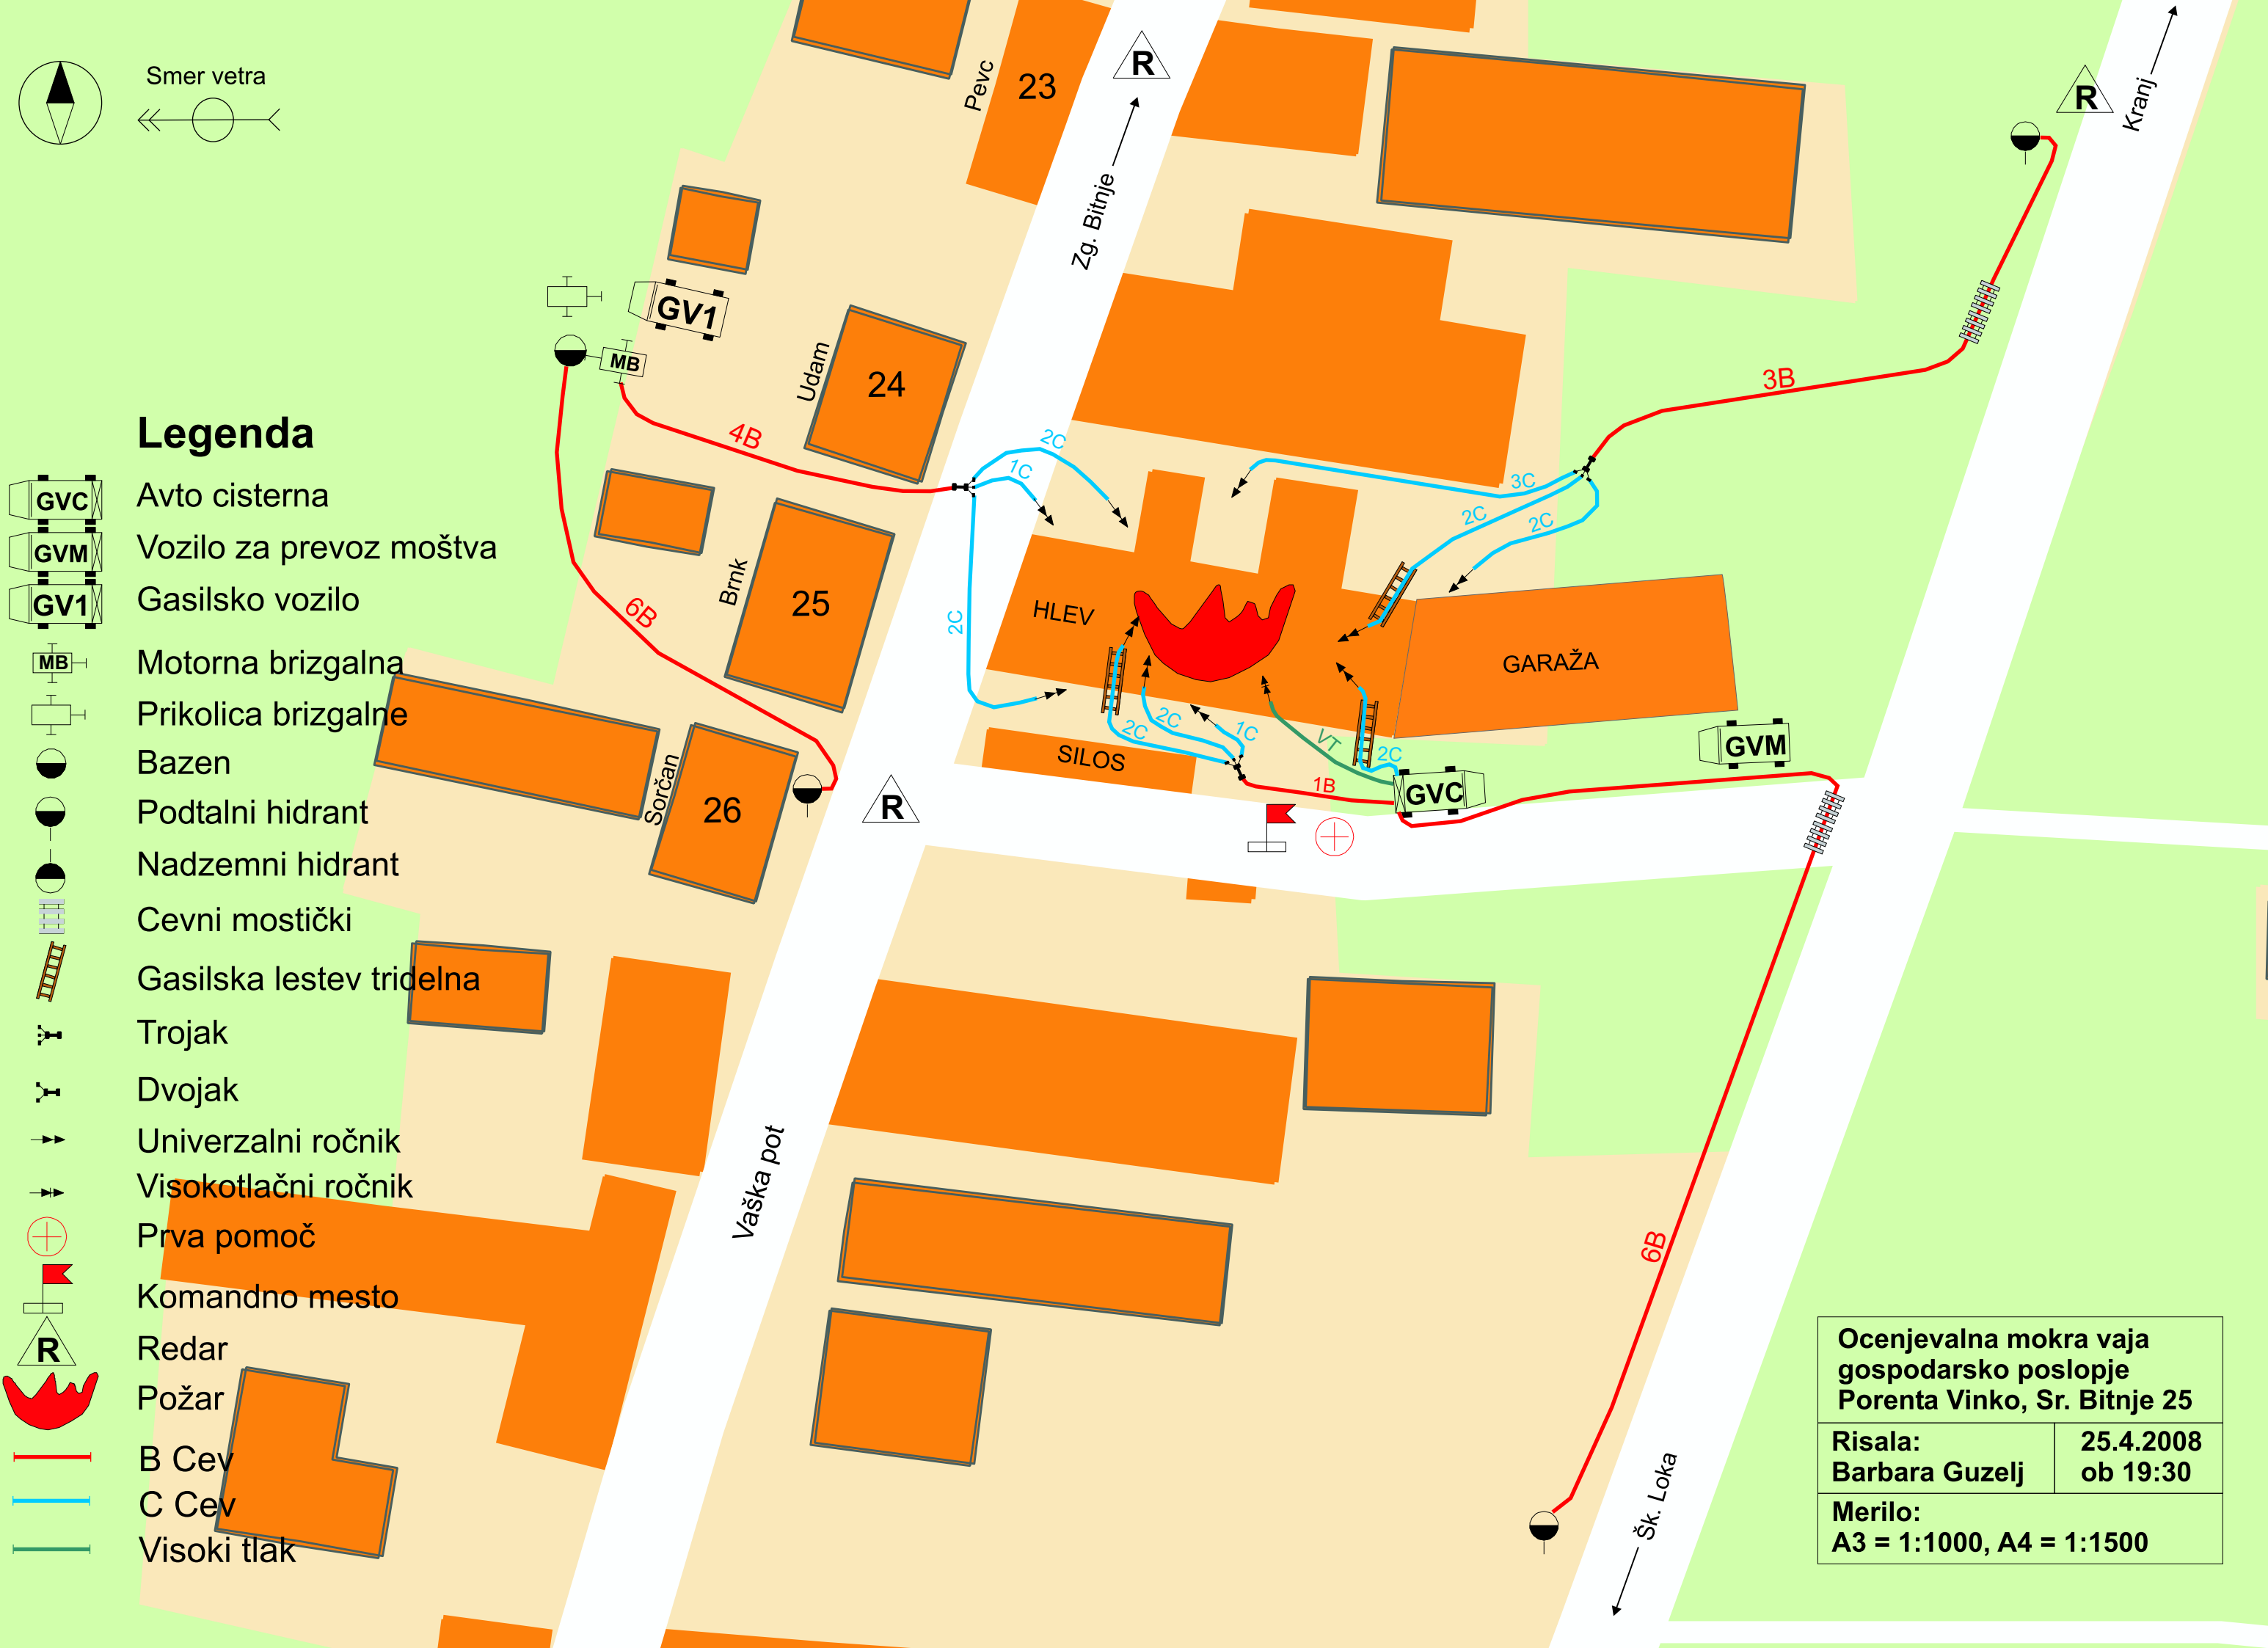 Smer vetra
Legenda
GVC Avto cisterna
GVM Vozilo za prevoz moštva
GV1 Gasilsko vozilo
MB Motorna brizgalna
Prikolica brizgalne
Bazen
Podtalni hidrant
Nadzemni hidrant
Cevni mostički
Gasilska lestev tridelna
Trojak
Dvojak
Univerzalni ročnik
Visokotlačni ročnik
Prva pomoč
Komandno mesto
R Redar
Požar
B Cev
C Cev
Visoki tlak
Pevc
23
R
Zg. Bitnje
R
Kranj
GV1
MB
Udam
24
4B
2C
1C
3B
3C
2C
2C
Brnk
25
6B
2C
HLEV
GARAŽA
SILOS
2C
2C
1C
VT
2C
1B
GVC
GVM
Sorčan
26
R
Vaška pot
6B
Šk. Loka
Ocenjevalna mokra vaja
gospodarsko poslopje
Porenta Vinko, Sr. Bitnje 25
Risala:
Barbara Guzelj
25.4.2008
ob 19:30
Merilo:
A3 = 1:1000, A4 = 1:1500